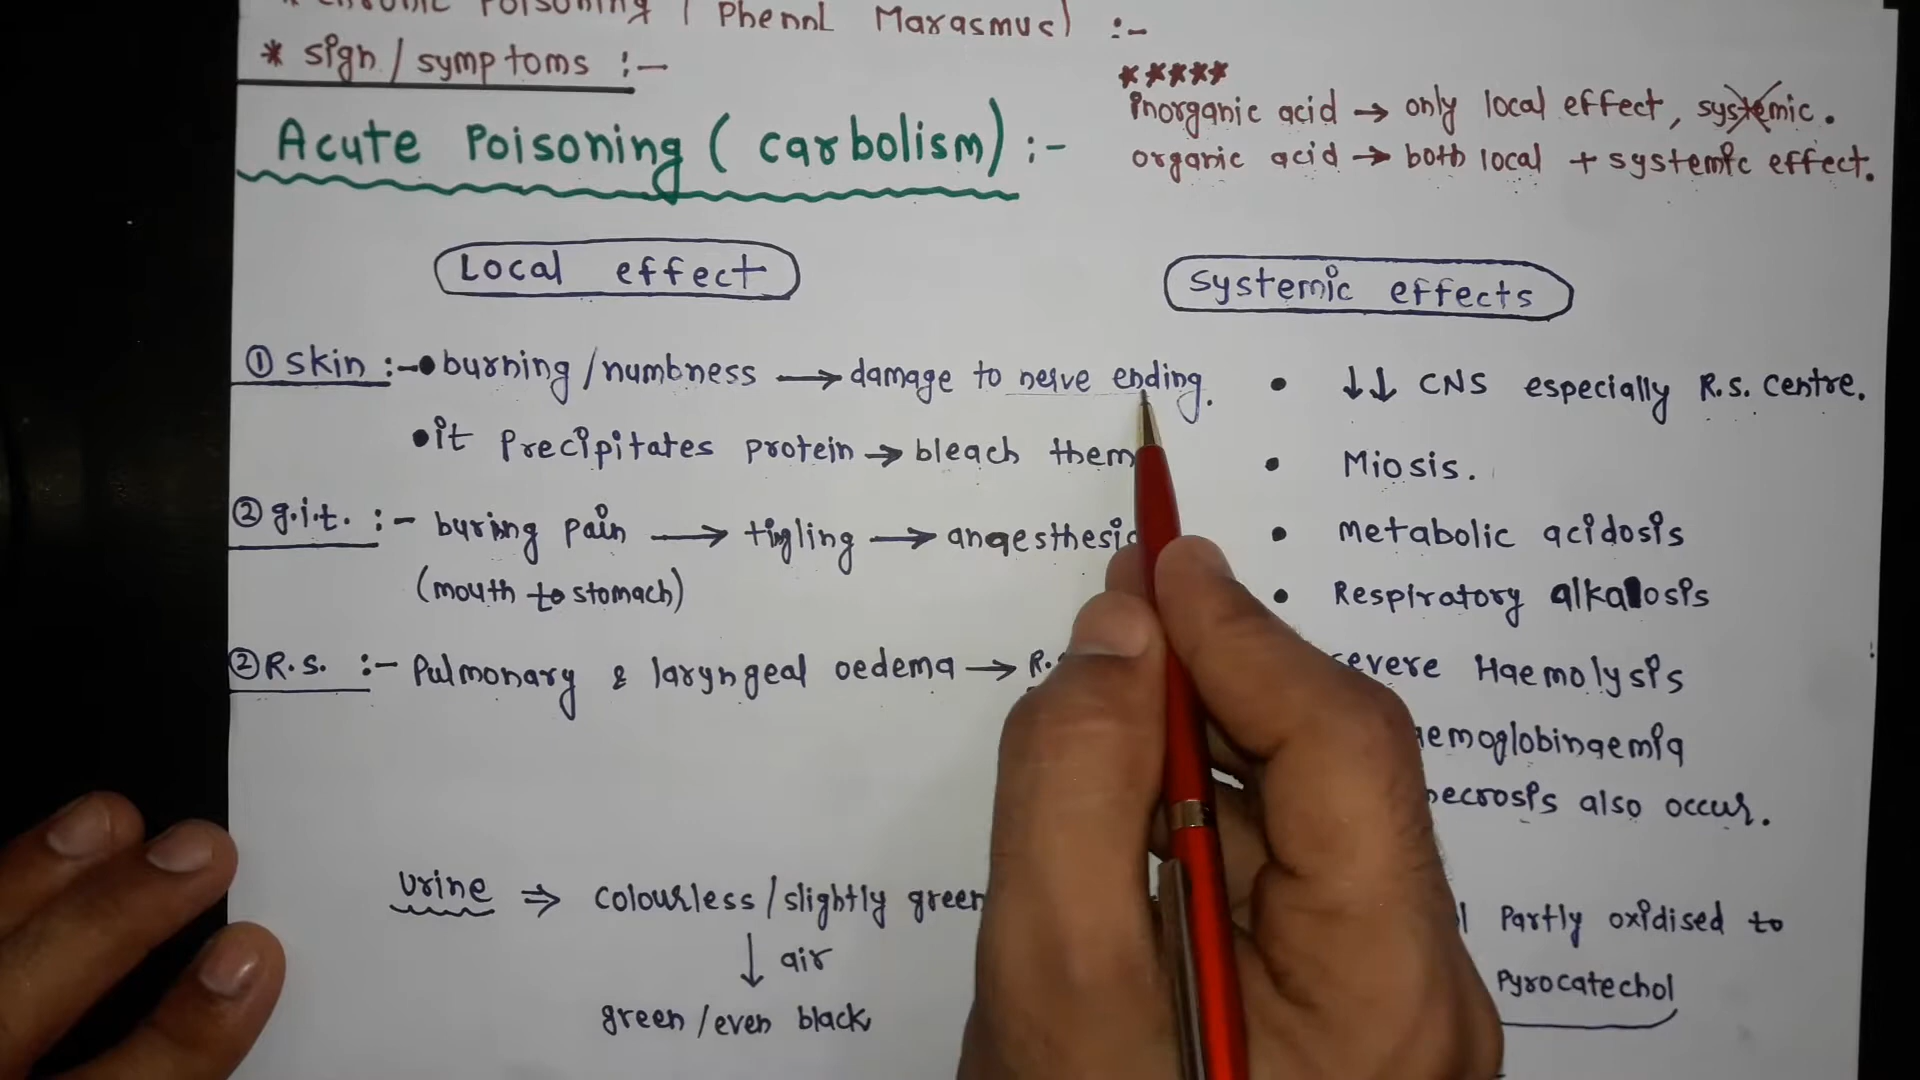 Poisoning ( Phenol Marasmus) :-
* sign/symptoms :-
*****
inorganic acid → only local effect, systemic.
organic acid → both local + systemic effect.
Acute Poisoning ( carbolism) :-
Local effect
① skin :- • burning/numbness → damage to nerve ending.
• it Precipitates protein → bleach them
② g.i.t. :- burinng pain → tingling → anaesthesia
(mouth to stomach)
② R.s. :- Pulmonary & laryngeal oedema →
urine ⇒ colourless/slightly green
↓ air
green/even black
systemic effects
• ↓↓ CNS especially R.s. centre.
• Miosis.
• metabolic acidosis
• Respiratory alkalosis
Haemolysis
necrosis also occur.
Partly oxidised to
Pyrocatechol